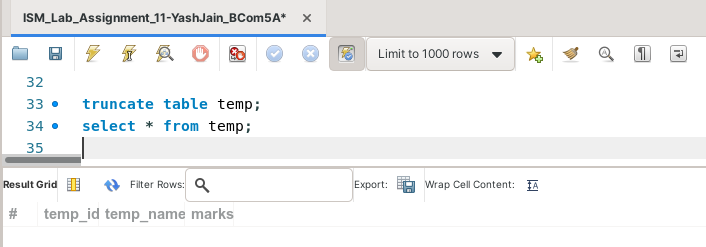 ISM_Lab_Assignment_11-YashJain_BCom5A* ×
Limit to 1000 rows
32
33 truncate table temp;
34 select * from temp;
35
Result Grid Filter Rows: Export: Wrap Cell Content: IA
# temp_id temp_name marks